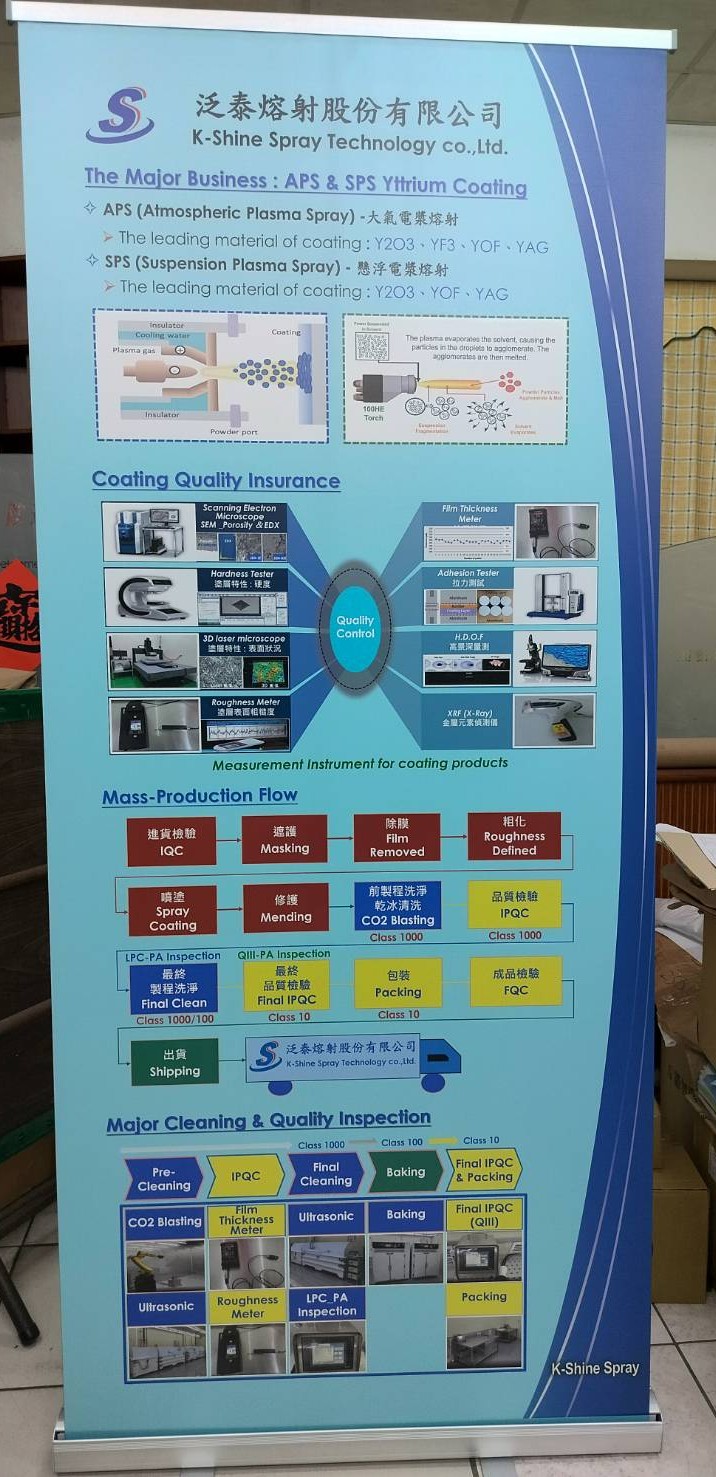 泛泰熔射股份有限公司
K-Shine Spray Technology co.,Ltd.
The Major Business : APS & SPS Yttrium Coating
APS (Atmospheric Plasma Spray) -大氣電漿熔射
The leading material of coating : Y2O3、YF3、YOF、YAG
SPS (Suspension Plasma Spray) - 懸浮電漿熔射
The leading material of coating : Y2O3、YOF、YAG
Insulator
Cooling water
Coating
Plasma gas
Insulator
Powder port
The plasma evaporates the solvent, causing the
particles in the droplets to agglomerate. The
agglomerates are then melted.
100HE
Torch
Suspension
Fragmentation
Solvent
Evaporates
Powder Particles
Agglomerate & Melt
Coating Quality Insurance
Scanning Electron
Microscope
SEM_Porosity & EDX
Hardness Tester
塗層特性 : 硬度
3D laser microscope
塗層特性 : 表面狀況
Roughness Meter
塗層表面粗糙度
Quality
Control
Film Thickness
Meter
Adhesion Tester
拉力測試
H.D.O.F
高景深量測
XRF (X-Ray)
金屬元素偵測儀
Measurement Instrument for coating products
Mass-Production Flow
進貨檢驗
IQC
遮護
Masking
除膜
Film
Removed
粗化
Roughness
Defined
噴塗
Spray
Coating
修護
Mending
前製程洗淨
乾冰清洗
CO2 Blasting
Class 1000
品質檢驗
IPQC
Class 1000
LPC-PA Inspection
最終
製程洗淨
Final Clean
Class 1000/100
QIII-PA Inspection
最終
品質檢驗
Final IPQC
Class 10
包裝
Packing
Class 10
成品檢驗
FQC
出貨
Shipping
泛泰熔射股份有限公司
K-Shine Spray Technology co.,Ltd.
Major Cleaning & Quality Inspection
Class 1000
Class 100
Class 10
Pre-
Cleaning
IPQC
Final
Cleaning
Baking
Final IPQC
& Packing
CO2 Blasting
Film
Thickness
Meter
Ultrasonic
Baking
Final IPQC
(QIII)
Ultrasonic
Roughness
Meter
LPC_PA
Inspection
Packing
K-Shine Spray